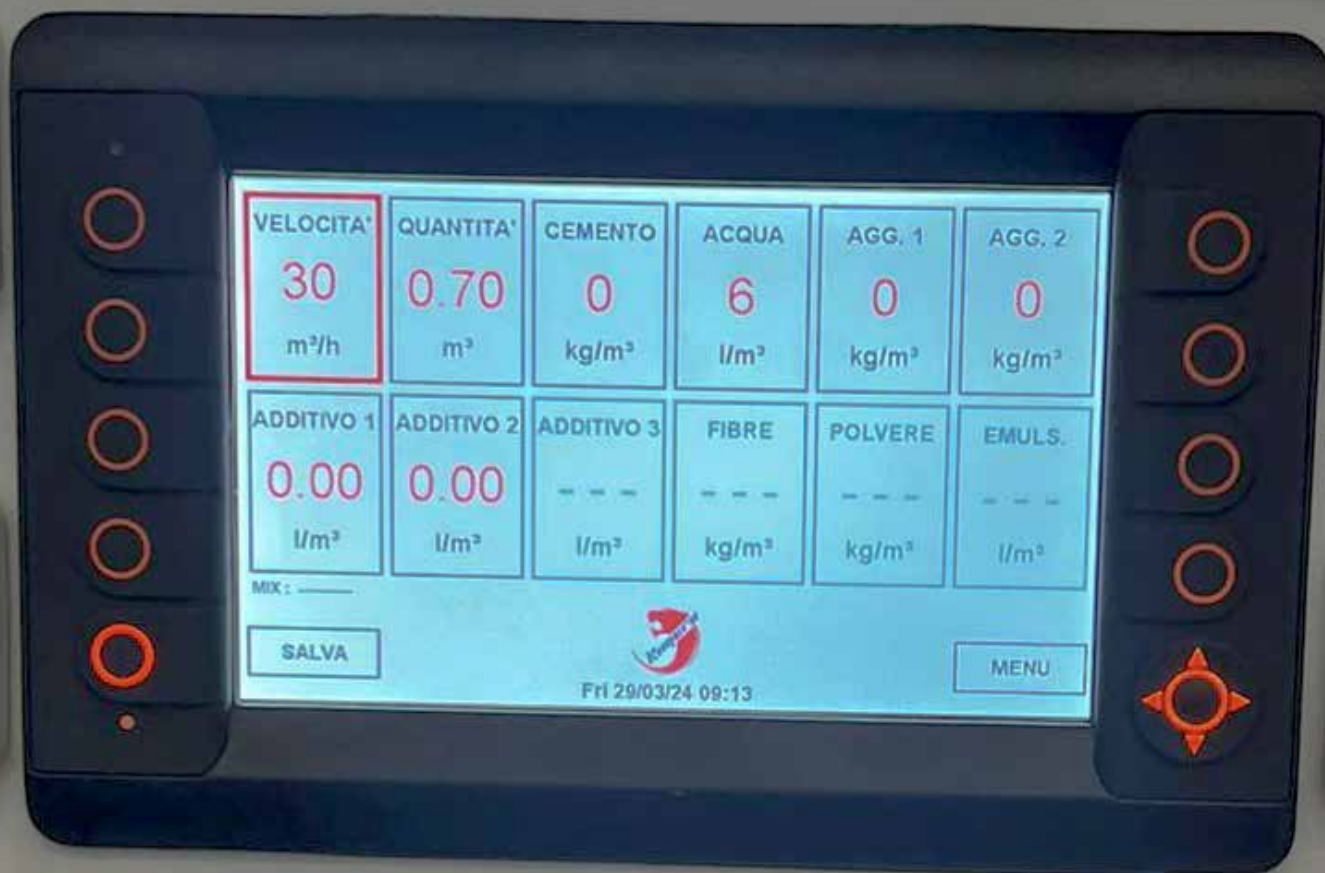 VELOCITA' QUANTITA' CEMENTO ACQUA AGG. 1 AGG. 2
30 0.70 0 6 0 0
m³/h m³ kg/m³ l/m³ kg/m³ kg/m³
ADDITIVO 1 ADDITIVO 2 ADDITIVO 3 FIBRE POLVERE EMULS.
0.00 0.00 --- --- --- ---
l/m³ l/m³ l/m³ kg/m³ kg/m³ l/m³
MIX : _____
SALVA MENU
Fri 29/03/24 09:13